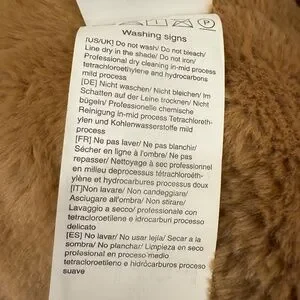 Washing signs
[US/UK] Do not wash/ Do not bleach/
Line dry in the shade/ Do not iron/
Professional dry cleaning in-mid process
tetrachloroethylene and hydrocarbons
mild process
[DE] Nicht waschen/ Nicht bleichen/ Im
Schatten auf der Leine trocknen/ Nicht
bügeln/ Professionelle chemische
Reinigung in-mid process Tetrachloreth-
ylen und Kohlenwasserstoffe mild
process
[FR] Ne pas laver/ Ne pas blanchir/
Sécher en ligne à l'ombre/ Ne pas
repasser/ Nettoyage à sec professionnel
en milieu deprocessus tétrachloroéth-
ylène et hydrocarbures processus doux
[IT]Non lavare/ Non candeggiare/
Asciugare all'ombra/ Non stirare/
Lavaggio a secco/ professionale con
tetracloroetilene o idrocarburi processo
delicato
[ES] No lavar/ No usar lejía/ Secar a la
sombra/ No planchar/ Limpieza en seco
profesional en proceso medio
tetracloroetileno e hidrocarburos proceso
suave